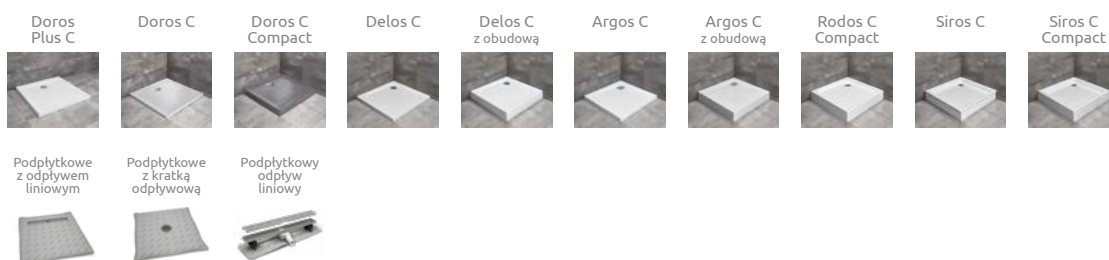 Doros
Plus C
Doros C
Doros C
Compact
Delos C
Delos C
z obudową
Argos C
Argos C
z obudową
Rodos C
Compact
Siros C
Siros C
Compact
Podpłytkowe
z odpływem
liniowym
Podpłytkowe
z kratką
odpływową
Podpłytkowy
odpływ
liniowy